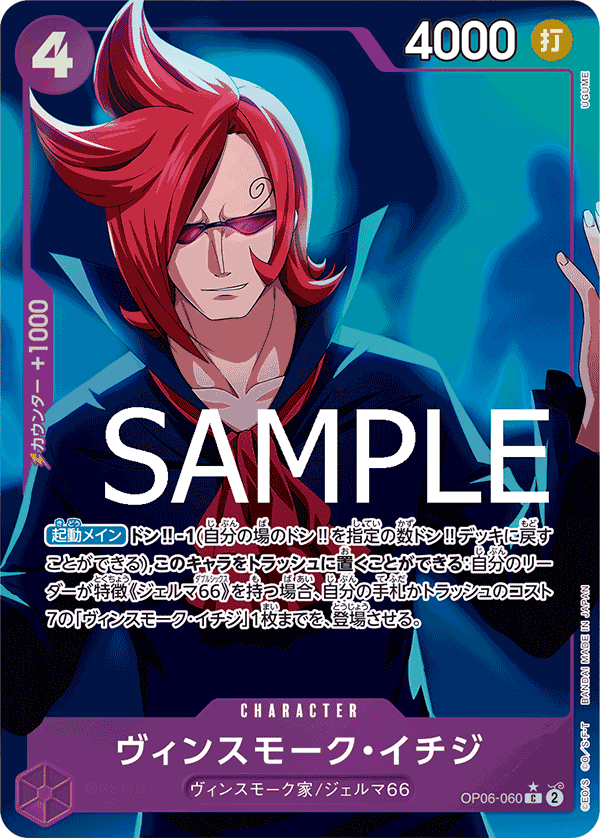 4
4000
打
UGUME
カウンター +1000
SAMPLE
起動メイン ドン!!-1(自分の場のドン!!を指定の数ドン!!デッキに戻す
ことができる),このキャラをトラッシュに置くことができる:自分のリー
ダーが特徴《ジェルマ66》を持つ場合、自分の手札かトラッシュのコスト
7の「ヴィンスモーク・イチジ」1枚までを、登場させる。
CHARACTER
ヴィンスモーク・イチジ
ヴィンスモーク家/ジェルマ66
OP06-060 C 2
©E.O/S ©O/S・F・T BANDAI MADE IN JAPAN